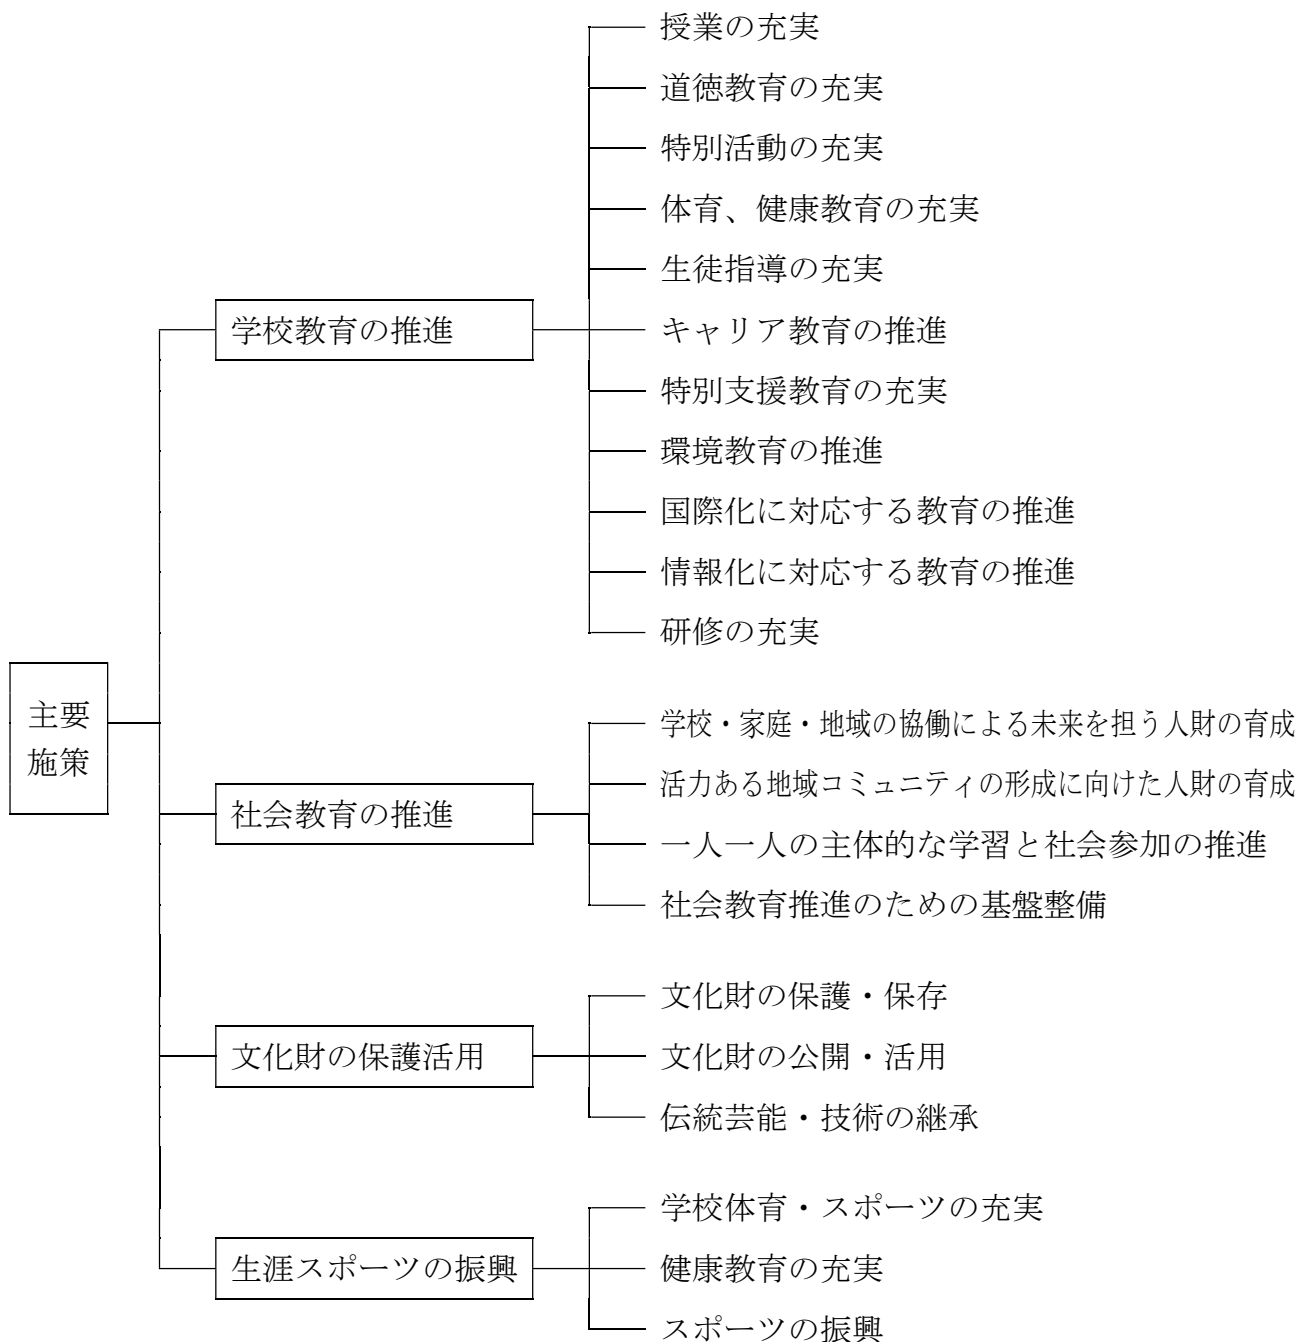 主要
施策
学校教育の推進
授業の充実
道徳教育の充実
特別活動の充実
体育、健康教育の充実
生徒指導の充実
キャリア教育の推進
特別支援教育の充実
環境教育の推進
国際化に対応する教育の推進
情報化に対応する教育の推進
研修の充実
社会教育の推進
学校・家庭・地域の協働による未来を担う人財の育成
活力ある地域コミュニティの形成に向けた人財の育成
一人一人の主体的な学習と社会参加の推進
社会教育推進のための基盤整備
文化財の保護活用
文化財の保護・保存
文化財の公開・活用
伝統芸能・技術の継承
生涯スポーツの振興
学校体育・スポーツの充実
健康教育の充実
スポーツの振興